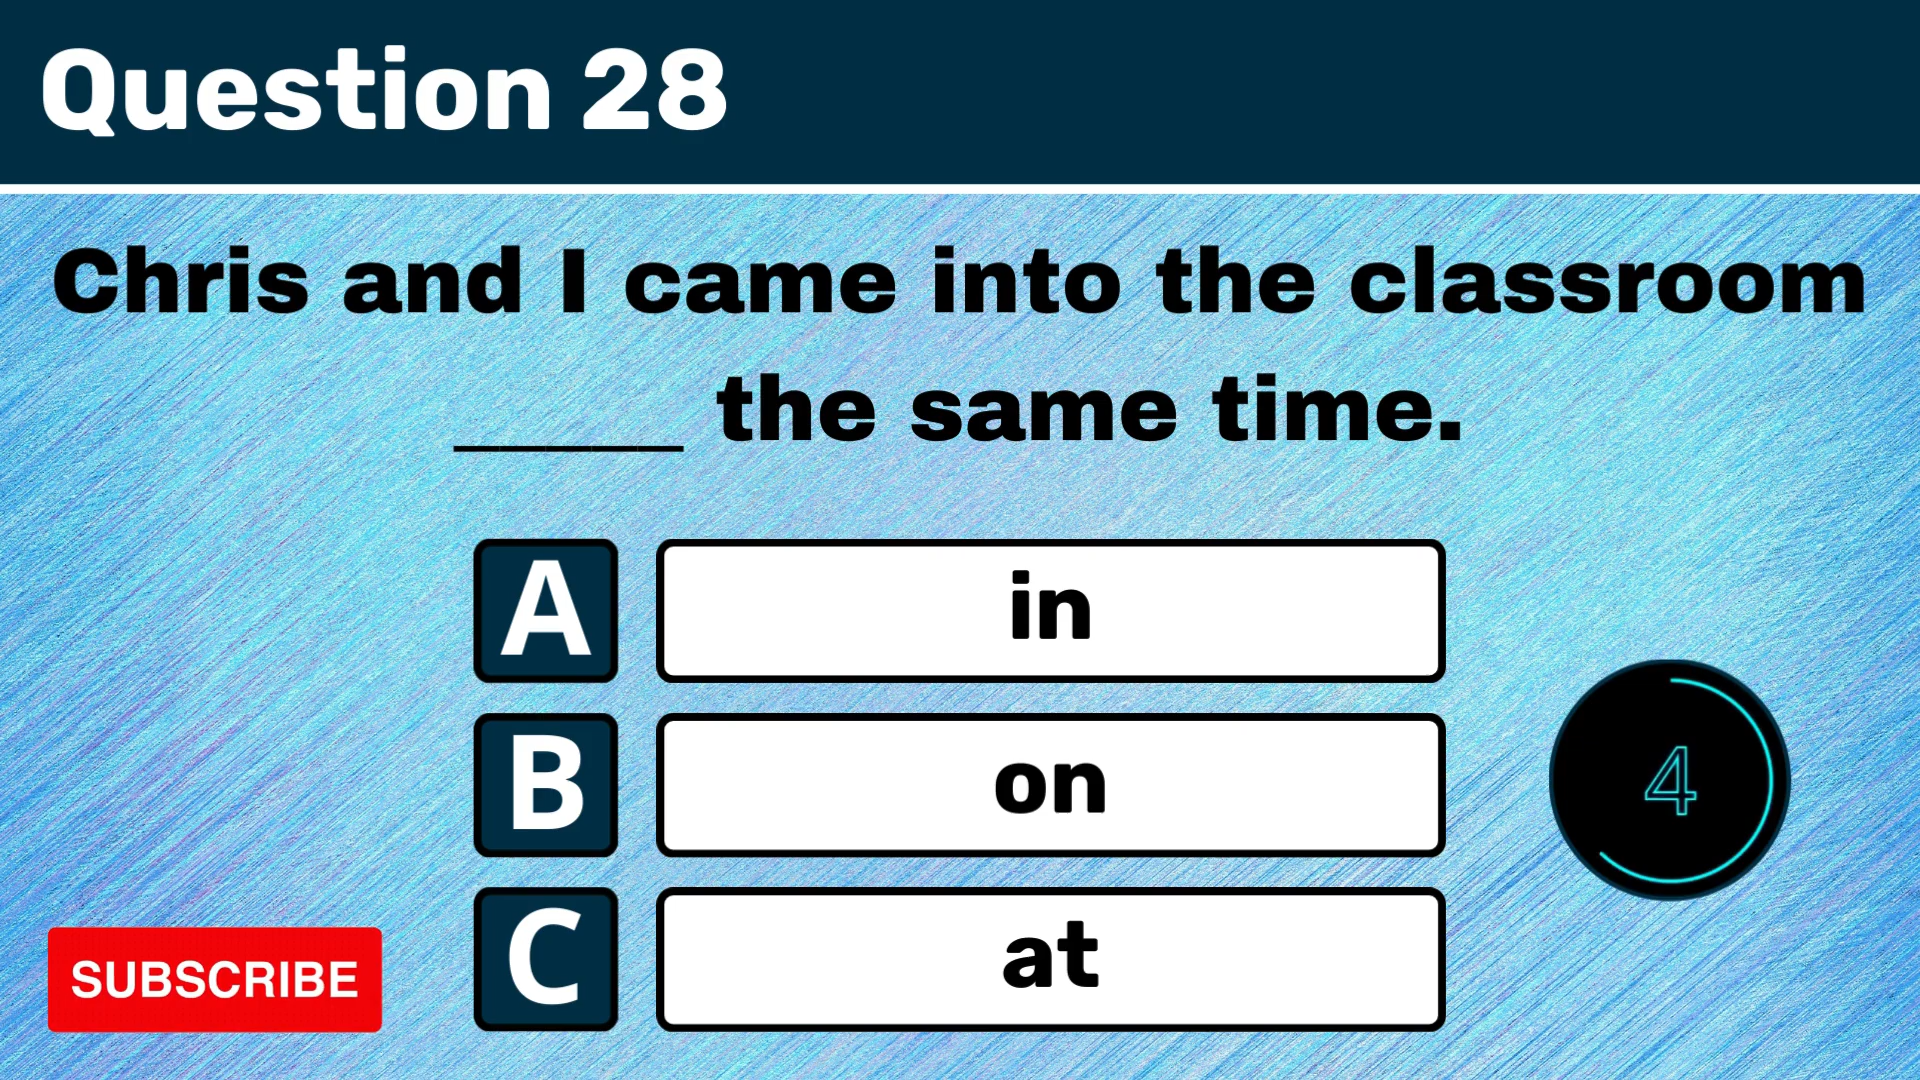 Question 28
Chris and I came into the classroom
_____ the same time.
A in
B on
4
C at
SUBSCRIBE